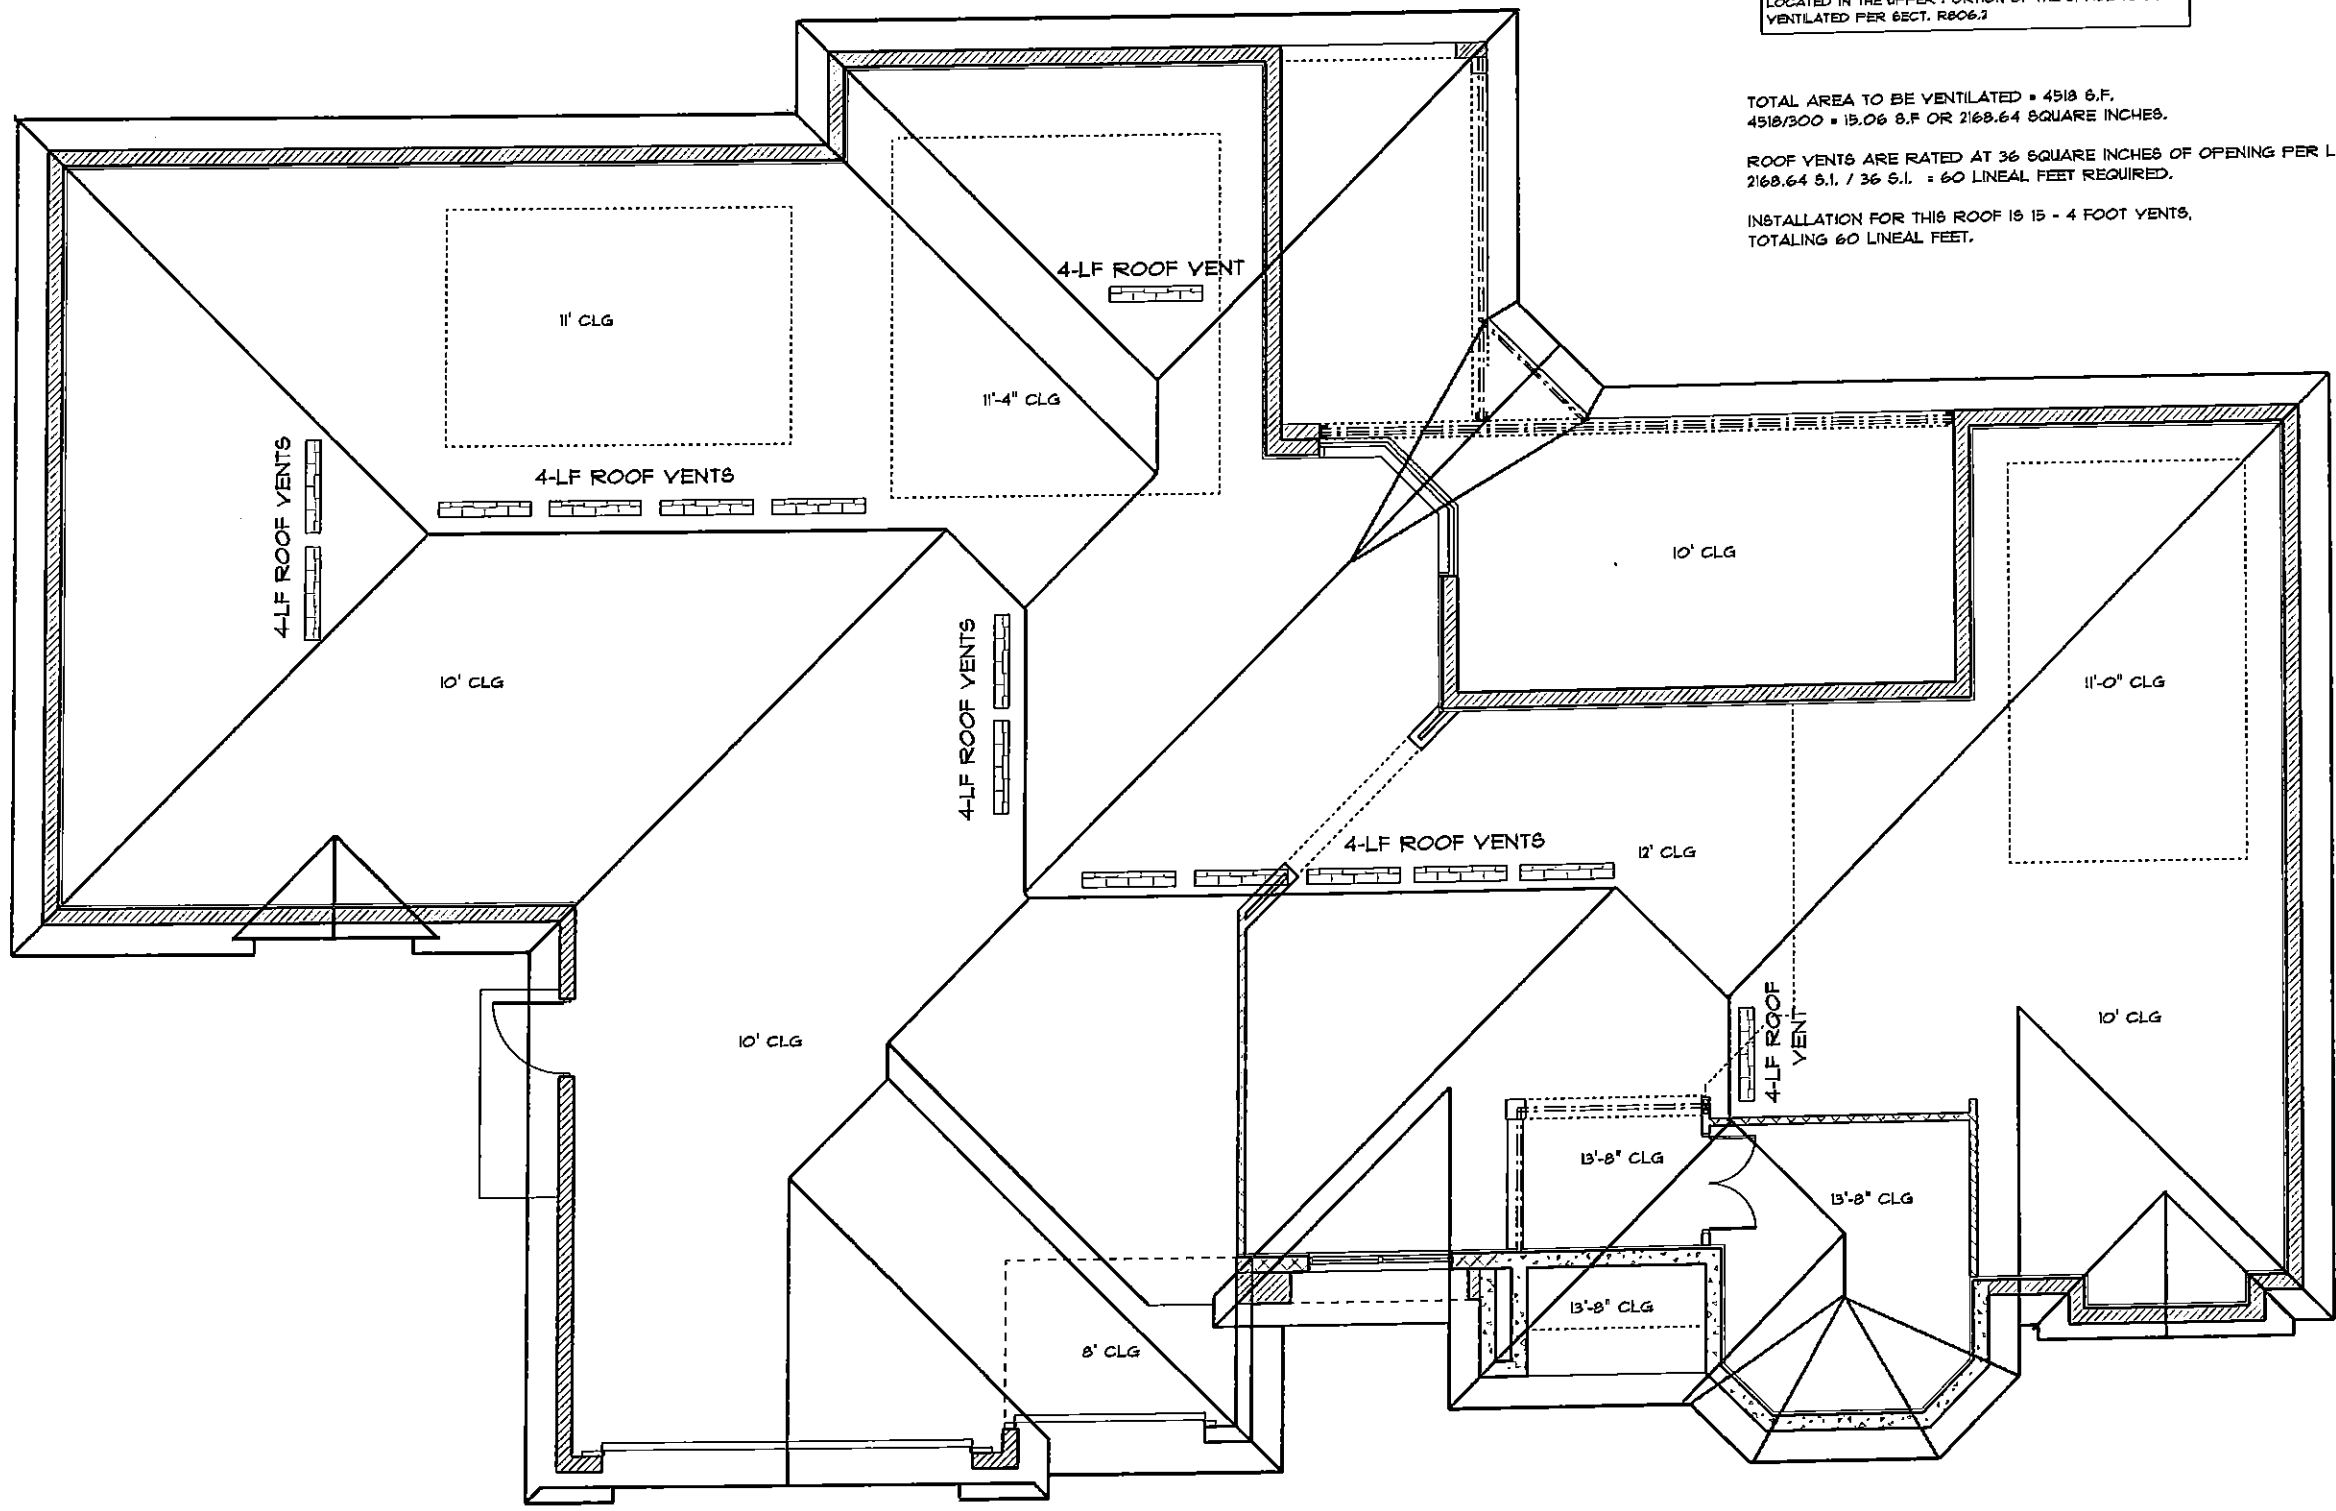 VENTILATED PER SECT. R806.2
TOTAL AREA TO BE VENTILATED = 4518 S.F.
4518/300 = 15.06 S.F OR 2168.64 SQUARE INCHES.
ROOF VENTS ARE RATED AT 36 SQUARE INCHES OF OPENING PER L
2168.64 S.I. / 36 S.I. = 60 LINEAL FEET REQUIRED.
INSTALLATION FOR THIS ROOF IS 15 - 4 FOOT VENTS,
TOTALING 60 LINEAL FEET.
4-LF ROOF VENT
11' CLG
11'-4" CLG
4-LF ROOF VENTS
4-LF ROOF VENTS
10' CLG
10' CLG
11'-0" CLG
4-LF ROOF VENTS
4-LF ROOF VENTS
12' CLG
10' CLG
10' CLG
4-LF ROOF
VENT
13'-8" CLG
13'-8" CLG
13'-8" CLG
8' CLG